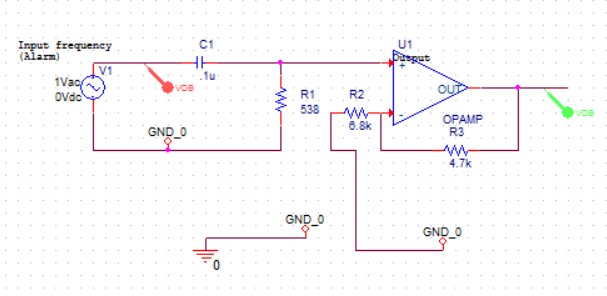 Input frequency
(Alarm)
V1
1Vac
0Vdc
VDB
C1
.1u
R1
538
GND_0
U1
Output
+
-
OUT
OPAMP
R2
6.8k
R3
4.7k
VDB
GND_0
GND_0
0